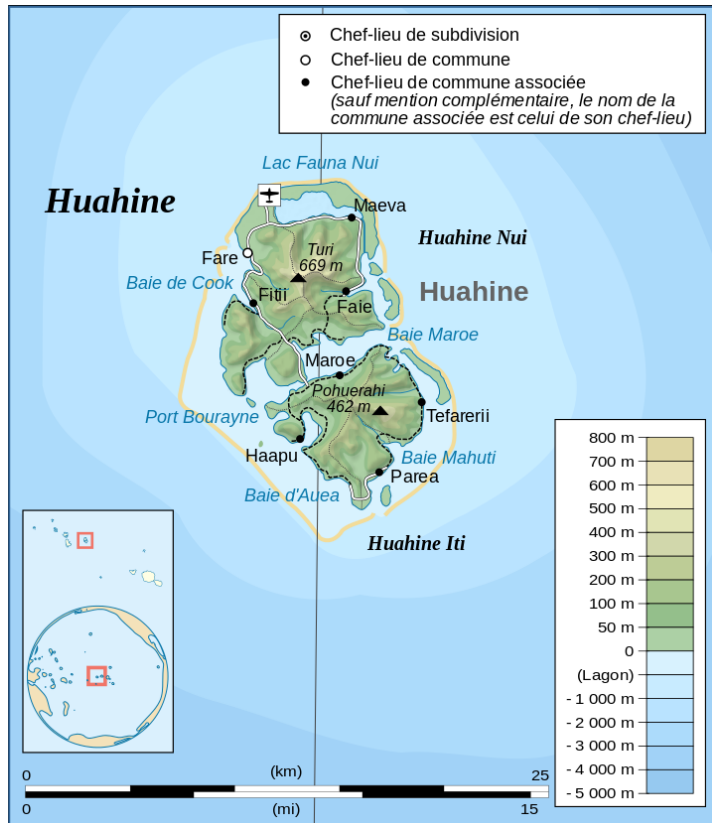 Chef-lieu de subdivision
Chef-lieu de commune
Chef-lieu de commune associée
(sauf mention complémentaire, le nom de la
commune associée est celui de son chef-lieu)
Lac Fauna Nui
Huahine
Maeva
Huahine Nui
Fare
Turi
669 m
Baie de Cook
Fitii
Faie
Huahine
Baie Maroe
Maroe
Pohuerahi
462 m
Port Bourayne
Tefarerii
Haapu
Baie Mahuti
Parea
Baie d'Auea
Huahine Iti
800 m
700 m
600 m
500 m
400 m
300 m
200 m
100 m
50 m
0
(Lagon)
- 1 000 m
- 2 000 m
- 3 000 m
- 4 000 m
- 5 000 m
0 (km) 25
0 (mi) 15